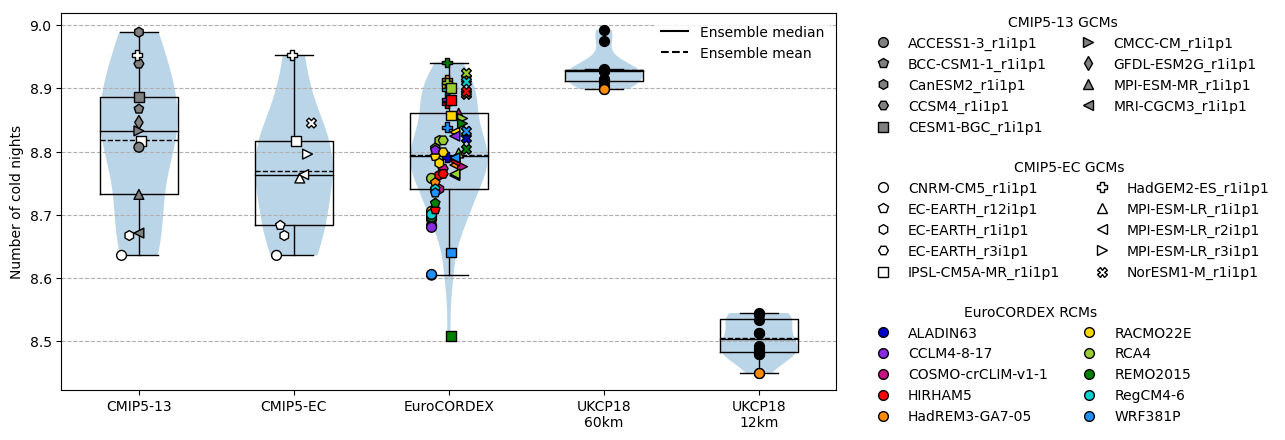 Number of cold nights
9.0
8.9
8.8
8.7
8.6
8.5
Ensemble median
Ensemble mean
CMIP5-13
CMIP5-EC
EuroCORDEX
UKCP18
60km
UKCP18
12km
CMIP5-13 GCMs
ACCESS1-3_r1i1p1
BCC-CSM1-1_r1i1p1
CanESM2_r1i1p1
CCSM4_r1i1p1
CESM1-BGC_r1i1p1
CMCC-CM_r1i1p1
GFDL-ESM2G_r1i1p1
MPI-ESM-MR_r1i1p1
MRI-CGCM3_r1i1p1
CMIP5-EC GCMs
CNRM-CM5_r1i1p1
EC-EARTH_r12i1p1
EC-EARTH_r1i1p1
EC-EARTH_r3i1p1
IPSL-CM5A-MR_r1i1p1
HadGEM2-ES_r1i1p1
MPI-ESM-LR_r1i1p1
MPI-ESM-LR_r2i1p1
MPI-ESM-LR_r3i1p1
NorESM1-M_r1i1p1
EuroCORDEX RCMs
ALADIN63
CCLM4-8-17
COSMO-crCLIM-v1-1
HIRHAM5
HadREM3-GA7-05
RACMO22E
RCA4
REMO2015
RegCM4-6
WRF381P